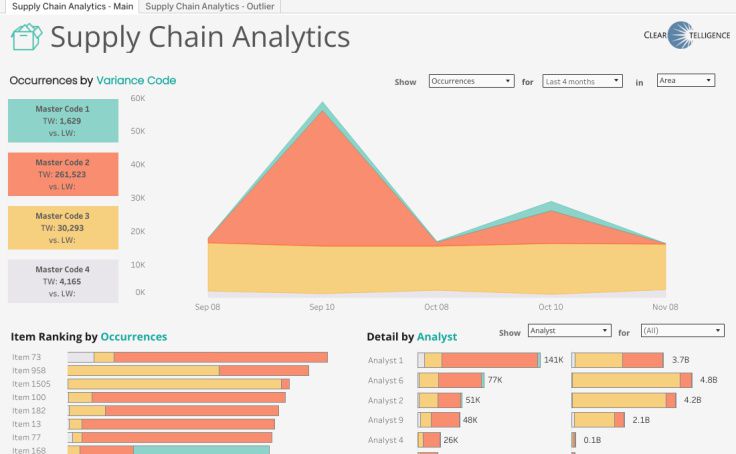 Supply Chain Analytics - Main
Supply Chain Analytics - Outlier
Supply Chain Analytics
CLEARTELLIGENCE
Occurrences by Variance Code
Show Occurrences for Last 4 months in Area
Master Code 1
TW: 1,629
vs. LW:
Master Code 2
TW: 261,523
vs. LW:
Master Code 3
TW: 30,293
vs. LW:
Master Code 4
TW: 4,165
vs. LW:
60K
50K
40K
30K
20K
10K
0K
Sep 08 Sep 10 Oct 08 Oct 10 Nov 08
Item Ranking by Occurrences
Item 73
Item 958
Item 1505
Item 100
Item 182
Item 13
Item 77
Item 168
Detail by Analyst
Show Analyst for (All)
Analyst 1 141K 3.7B
Analyst 6 77K 4.8B
Analyst 2 51K 4.2B
Analyst 9 48K 2.1B
Analyst 4 26K 0.1B